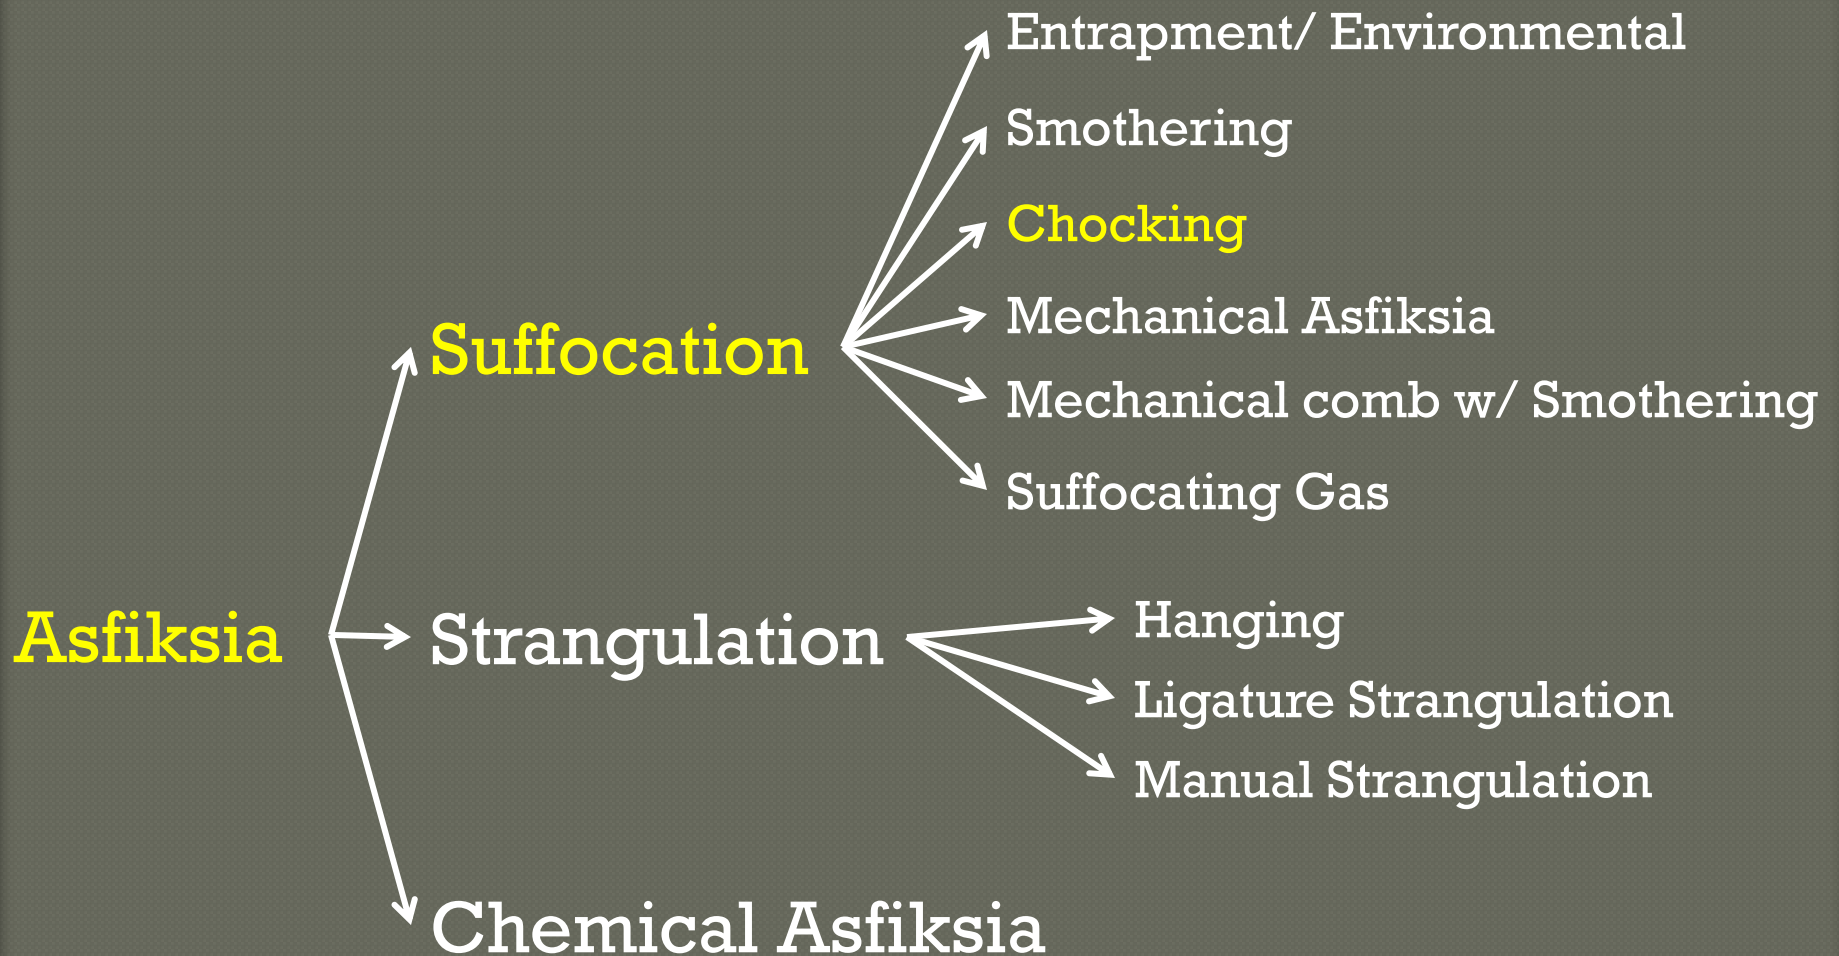 Entrapment/ Environmental
Smothering
Chocking
Mechanical Asfiksia
Suffocation
Mechanical comb w/ Smothering
Suffocating Gas
Hanging
Asfiksia
Strangulation
Ligature Strangulation
Manual Strangulation
Chemical Asfiksia